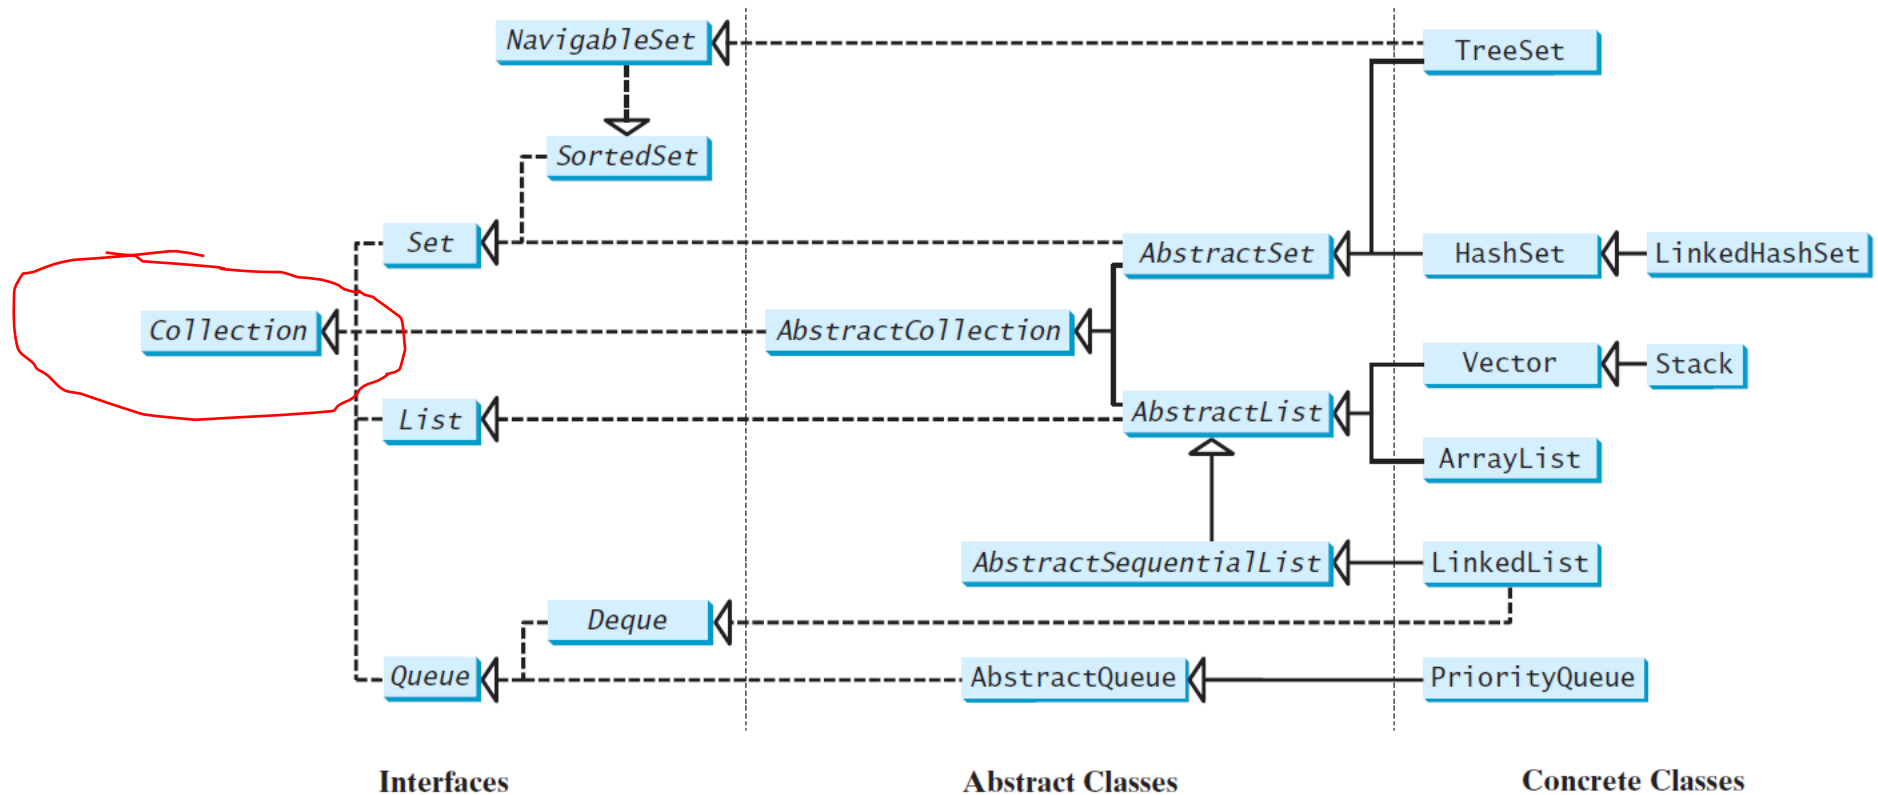 NavigableSet
TreeSet
SortedSet
Set
AbstractSet
HashSet
LinkedHashSet
Collection
AbstractCollection
Vector
Stack
List
AbstractList
ArrayList
AbstractSequentialList
LinkedList
Deque
Queue
AbstractQueue
PriorityQueue
Interfaces
Abstract Classes
Concrete Classes